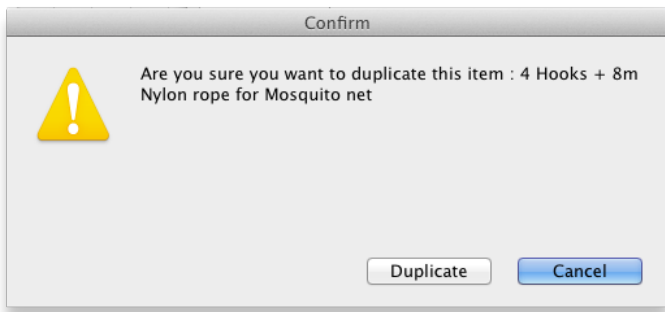 Confirm
Are you sure you want to duplicate this item : 4 Hooks + 8m
Nylon rope for Mosquito net
Duplicate
Cancel